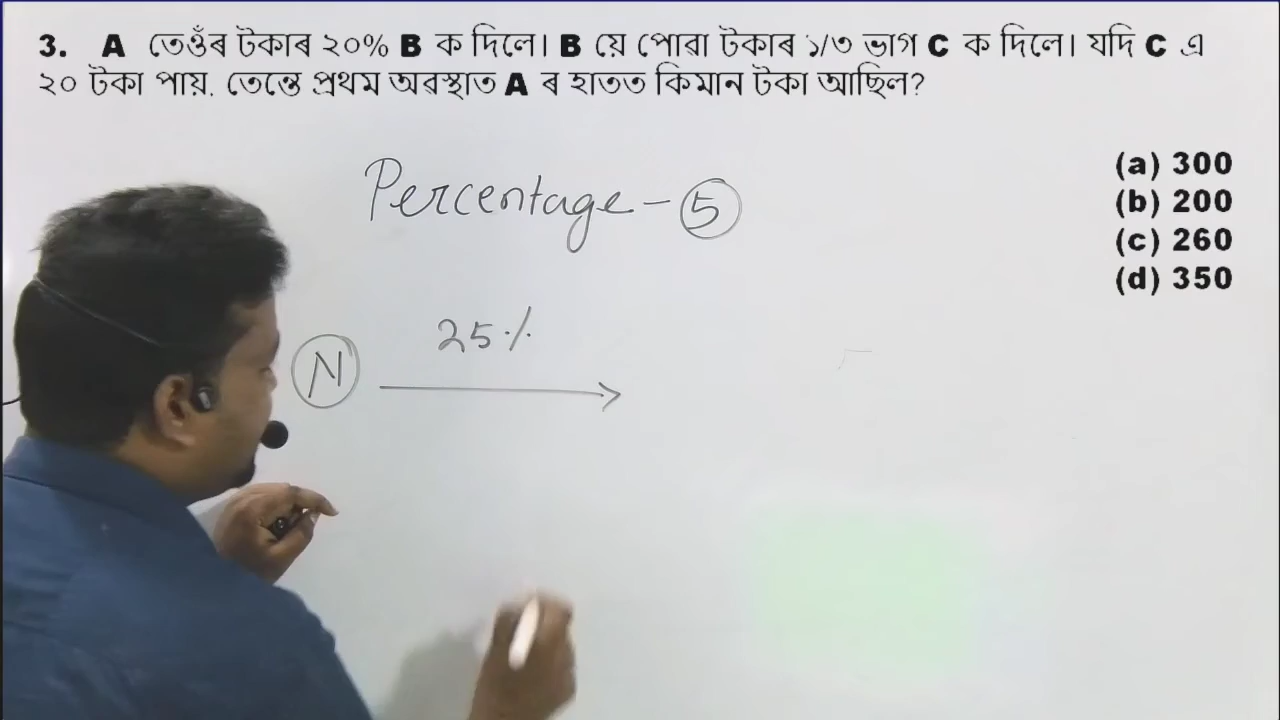 3. A তেওঁৰ টকাৰ ২০% B ক দিলে। B য়ে পোৱা টকাৰ ১/৩ ভাগ C ক দিলে। যদি C এ
২০ টকা পায়. তেন্তে প্ৰথম অৱস্থাত A ৰ হাতত কিমান টকা আছিল?
(a) 300
(b) 200
(c) 260
(d) 350
Percentage - 5
25%
N